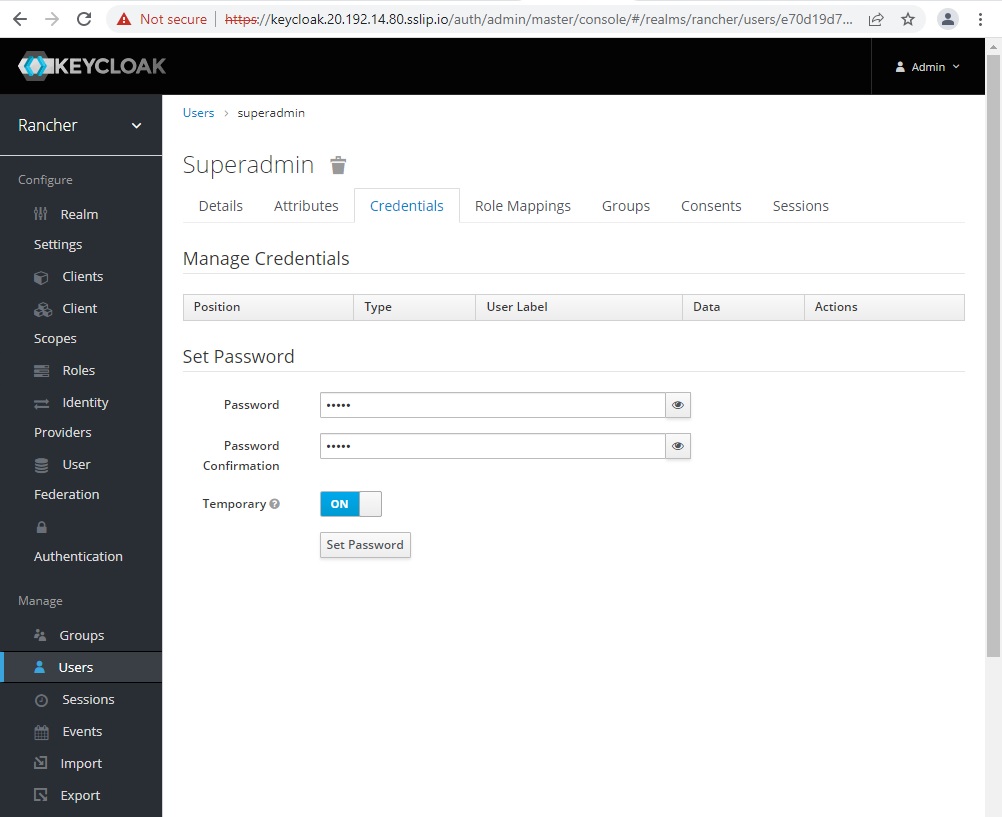 Not secure https://keycloak.20.192.14.80.sslip.io/auth/admin/master/console/#/realms/rancher/users/e70d19d7...
KEYCLOAK
Admin
Rancher
Configure
Realm
Settings
Clients
Client
Scopes
Roles
Identity
Providers
User
Federation
Authentication
Manage
Groups
Users
Sessions
Events
Import
Export
Users › superadmin
Superadmin
Details Attributes Credentials Role Mappings Groups Consents Sessions
Manage Credentials
Position Type User Label Data Actions
Set Password
Password •••••
Password
Confirmation •••••
Temporary ON
Set Password